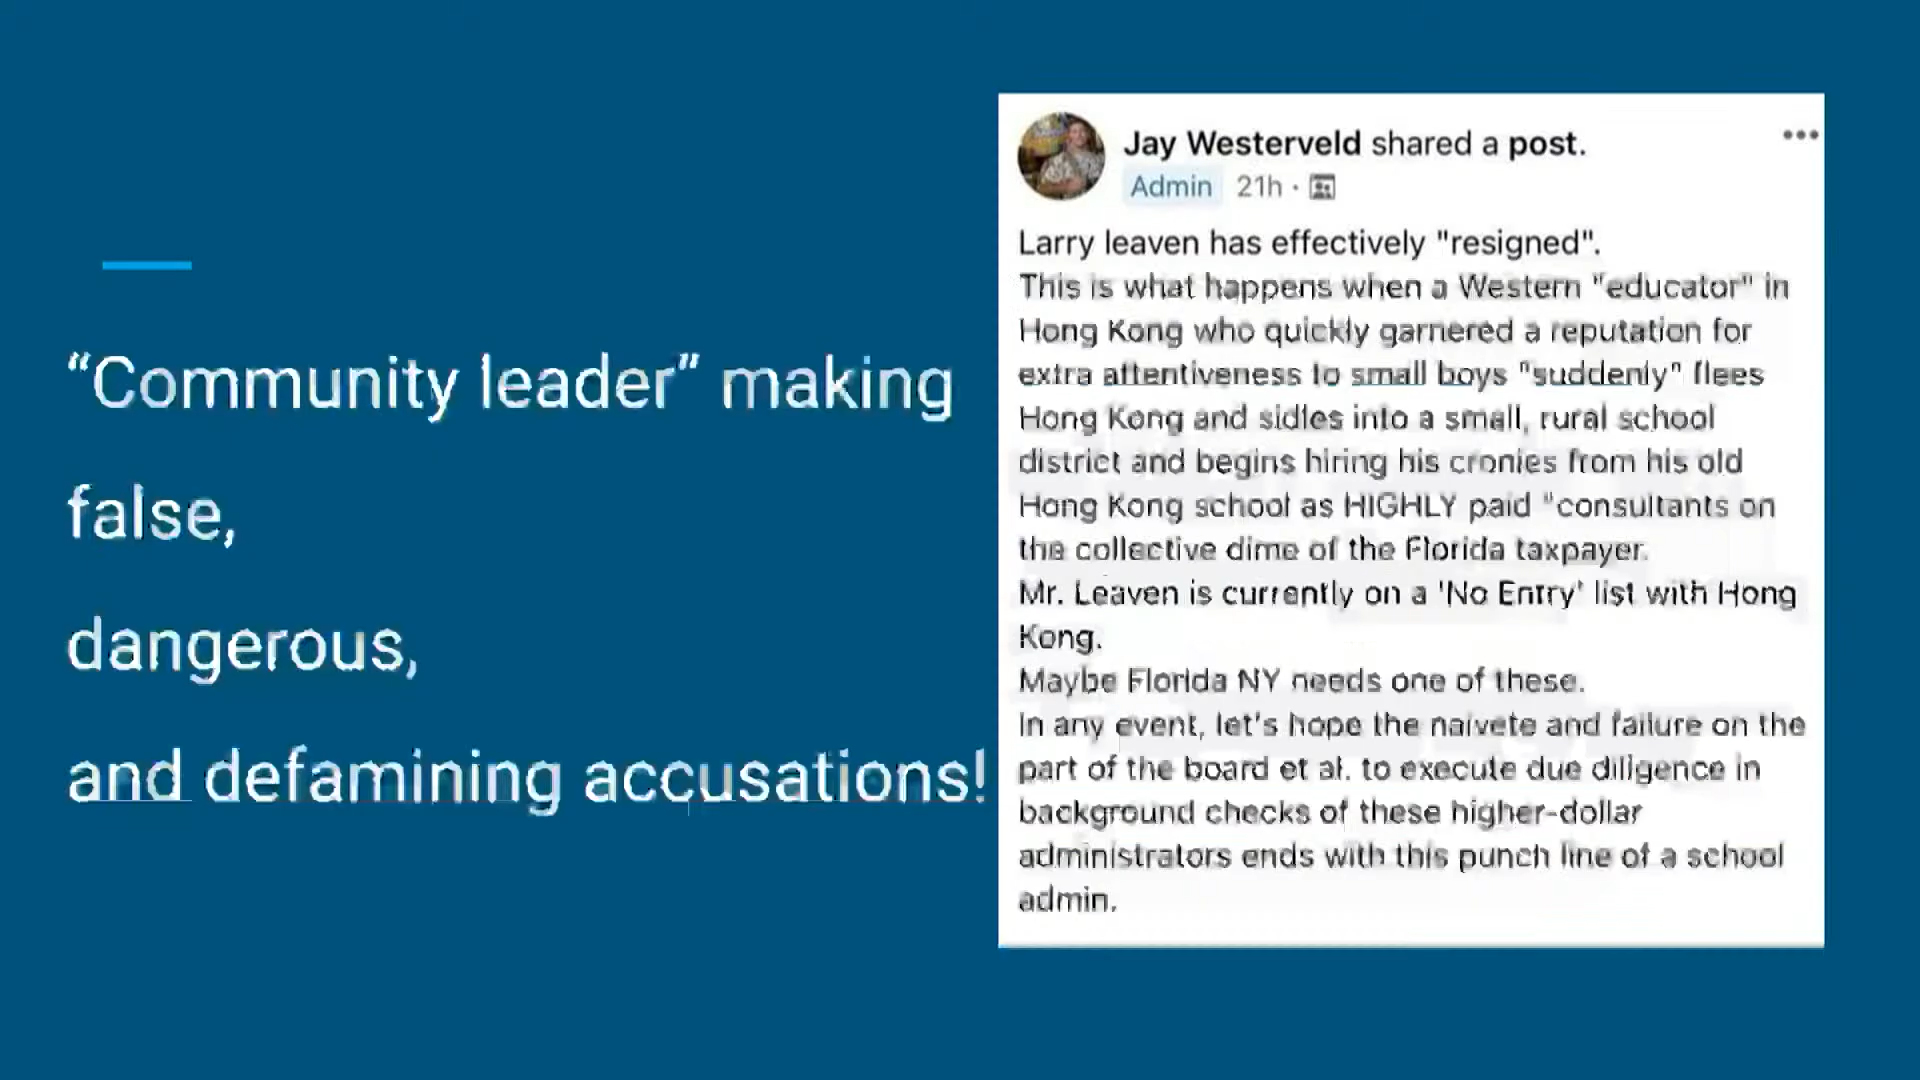 “Community leader” making
false,
dangerous,
and defamining accusations!
Jay Westerveld shared a post.
Admin 21h ·
Larry leaven has effectively "resigned".
This is what happens when a Western "educator" in
Hong Kong who quickly garnered a reputation for
extra attentiveness to small boys "suddenly" flees
Hong Kong and sidles into a small, rural school
district and begins hiring his cronies from his old
Hong Kong school as HIGHLY paid "consultants on
the collective dime of the Florida taxpayer.
Mr. Leaven is currently on a 'No Entry' list with Hong
Kong.
Maybe Florida NY needs one of these.
In any event, let's hope the naivete and failure on the
part of the board et al. to execute due diligence in
background checks of these higher-dollar
administrators ends with this punch line of a school
admin.